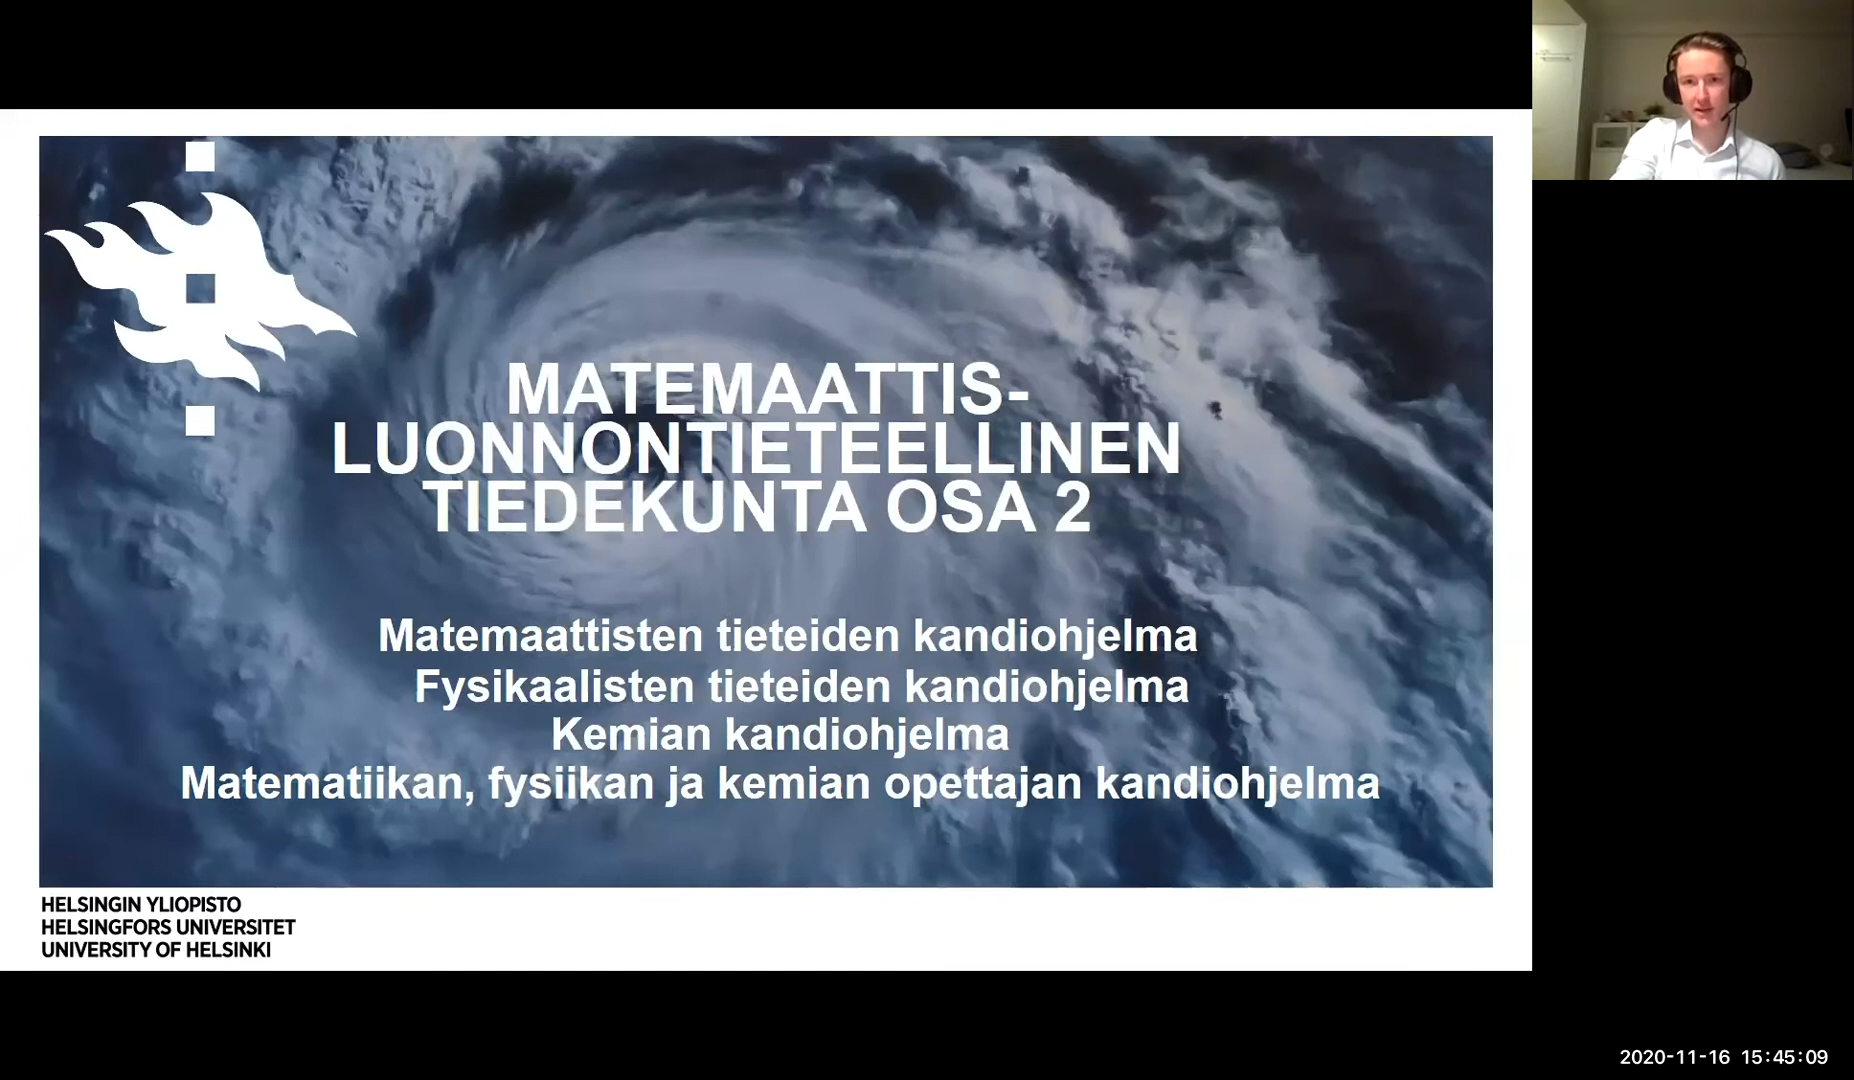 MATEMAATTIS-
LUONNONTIETEELLINEN
TIEDEKUNTA OSA 2
Matemaattisten tieteiden kandiohjelma
Fysikaalisten tieteiden kandiohjelma
Kemian kandiohjelma
Matematiikan, fysiikan ja kemian opettajan kandiohjelma
HELSINGIN YLIOPISTO
HELSINGFORS UNIVERSITET
UNIVERSITY OF HELSINKI
2020-11-16 15:45:09